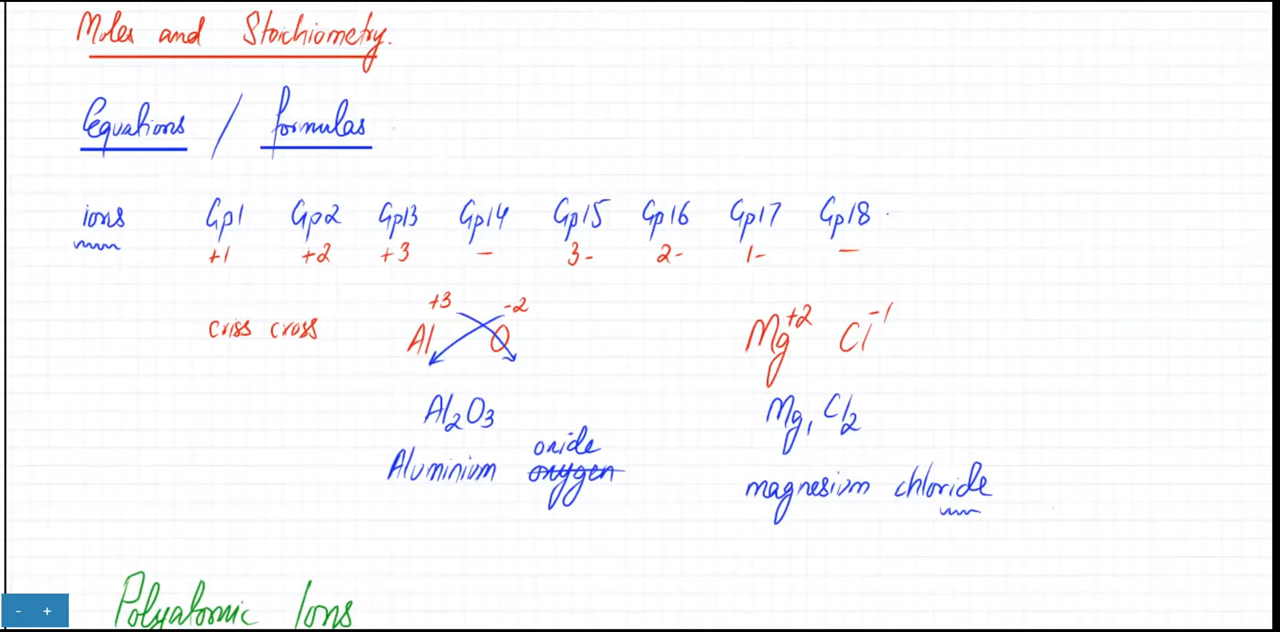 Moles and Stoichiometry.
Equations / formulas
ions Gp1 Gp2 Gp13 Gp14 Gp15 Gp16 Gp17 Gp18
+1 +2 +3 − 3- 2- 1- −
criss cross Al+3 O-2 Mg+2 Cl-1
Al2O3 Mg1 Cl2
Aluminium oxygen oxide magnesium chloride
- +
Polyatomic Ions